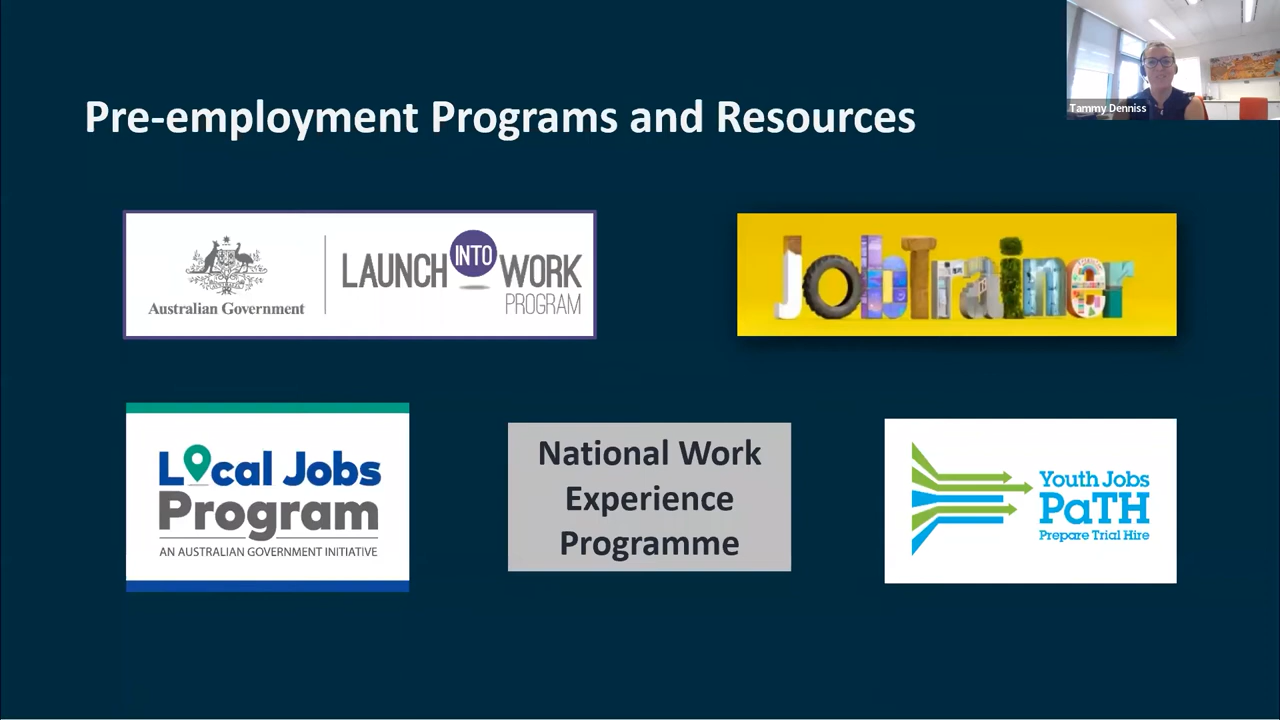 Tammy Denniss
Pre-employment Programs and Resources
Australian Government
LAUNCH INTO WORK
PROGRAM
JobTrainer
Local Jobs
Program
AN AUSTRALIAN GOVERNMENT INITIATIVE
National Work
Experience
Programme
Youth Jobs
PaTH
Prepare Trial Hire